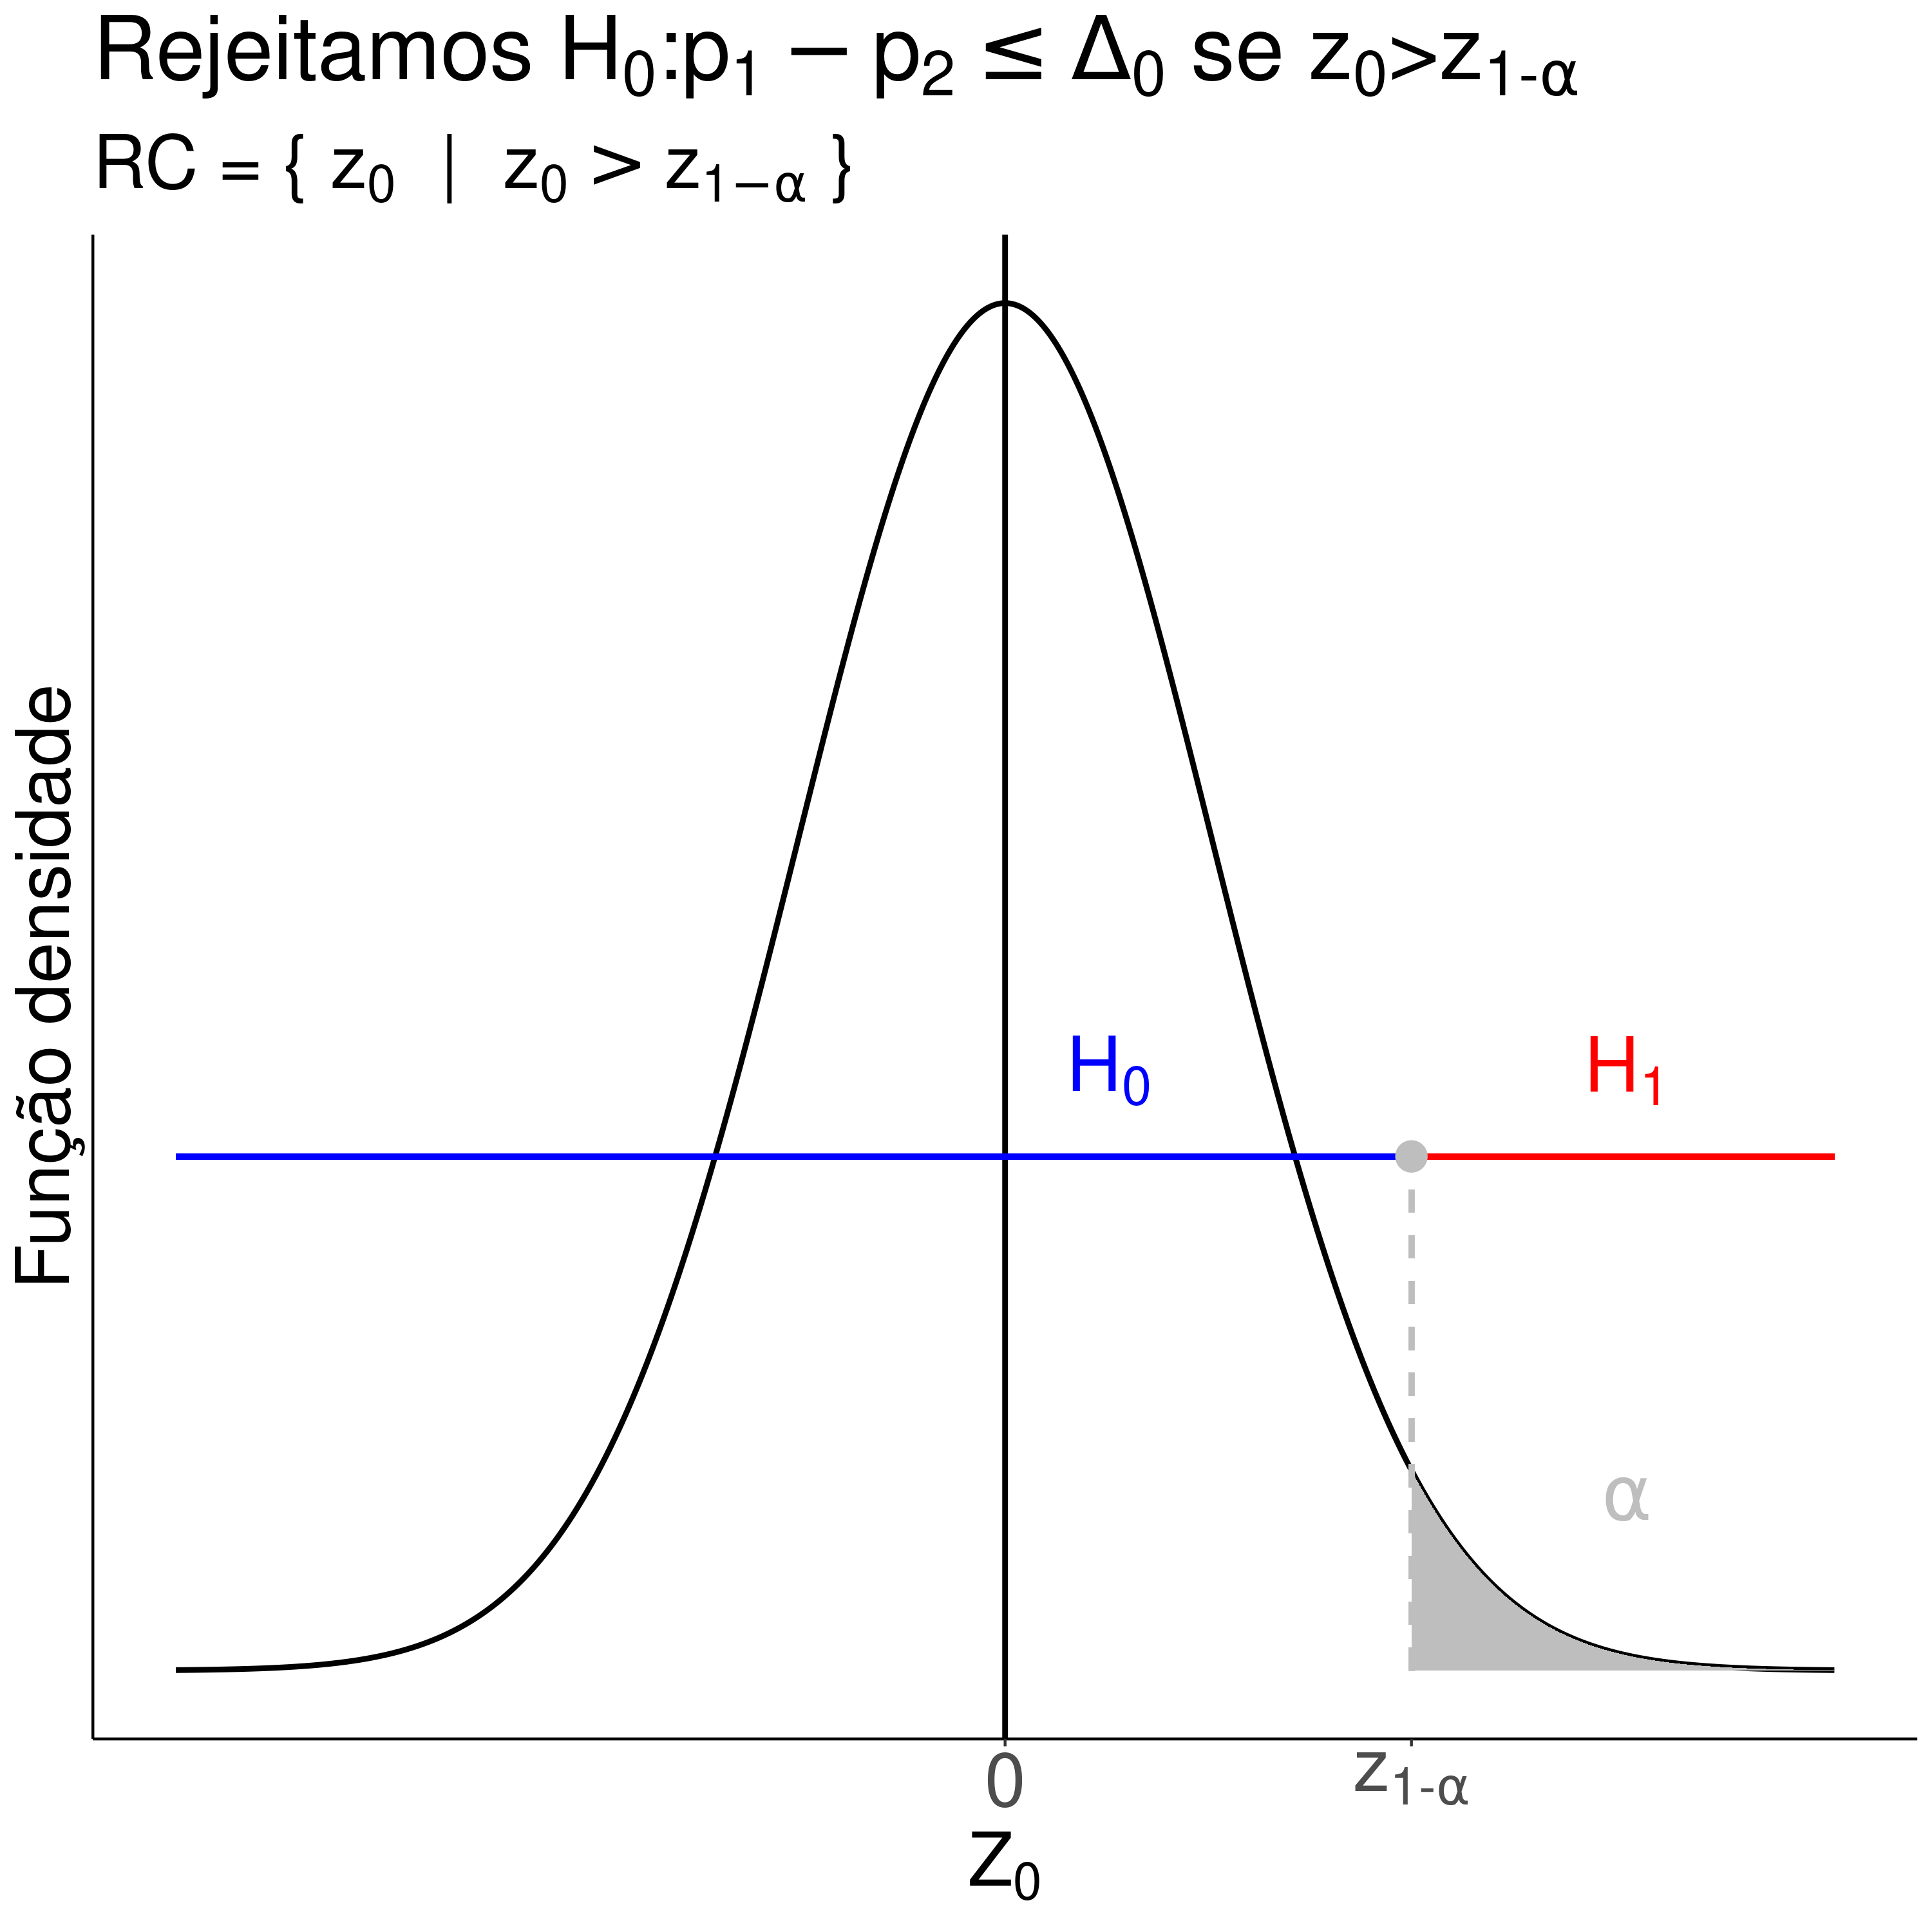 Rejeitamos H₀:p₁ − p₂ ≤ Δ₀ se z₀>z₁₋α
RC = { z₀ | z₀ > z₁₋α }
Função densidade
H₀
H₁
α
0
z₁₋α
Z₀